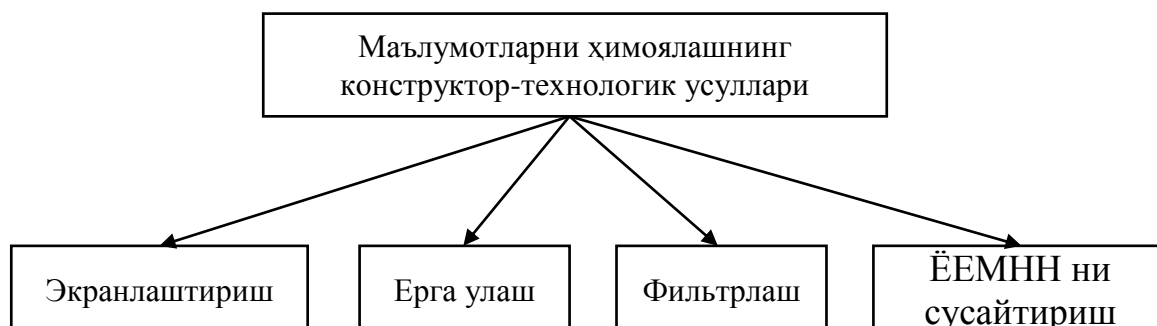 Маълумотларни ҳимоялашнинг
конструктор-технологик усуллари
Экранлаштириш
Ерга улаш
Фильтрлаш
ЁЕМНН ни
сусайтириш